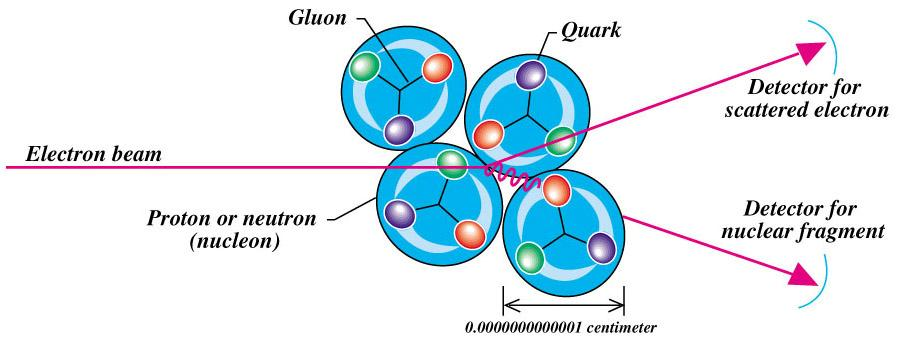 Gluon
Quark
Detector for
scattered electron
Electron beam
Proton or neutron
(nucleon)
Detector for
nuclear fragment
0.0000000000001 centimeter